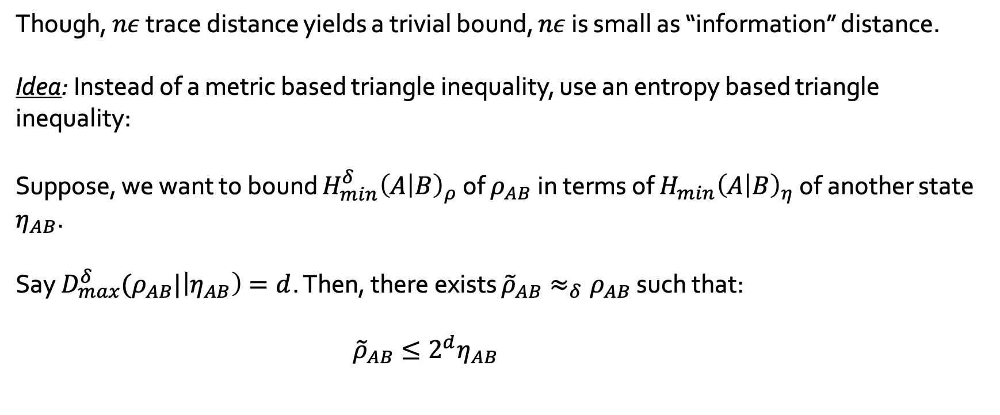 Though, 𝑛𝜖 trace distance yields a trivial bound, 𝑛𝜖 is small as “information” distance.
Idea: Instead of a metric based triangle inequality, use an entropy based triangle
inequality:
Suppose, we want to bound $H_{min}^{\delta}(A|B)_{\rho}$ of $\rho_{AB}$ in terms of $H_{min}(A|B)_{\eta}$ of another state
$\eta_{AB}$.
Say $D_{max}^{\delta}(\rho_{AB}||\eta_{AB}) = d$. Then, there exists $\tilde{\rho}_{AB} \approx_{\delta} \rho_{AB}$ such that:
$\tilde{\rho}_{AB} \leq 2^{d}\eta_{AB}$